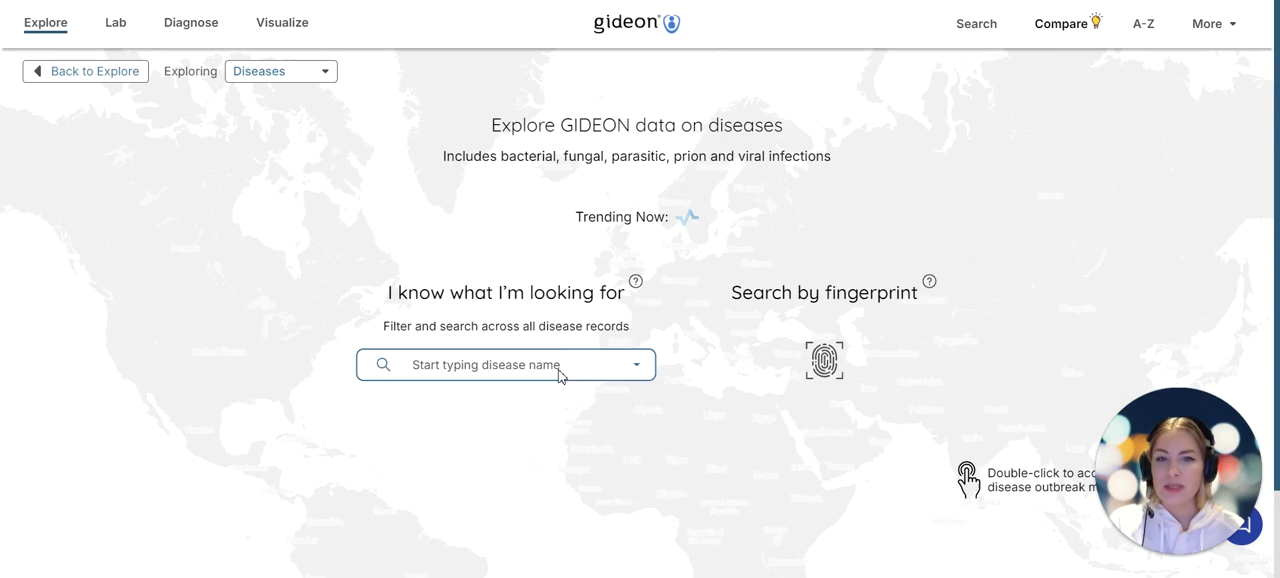 Explore Lab Diagnose Visualize gideon Search Compare A-Z More
Back to Explore Exploring Diseases
Explore GIDEON data on diseases
Includes bacterial, fungal, parasitic, prion and viral infections
Trending Now:
I know what I'm looking for ?
Filter and search across all disease records
Start typing disease name
Search by fingerprint ?
Double-click to acc
disease outbreak m